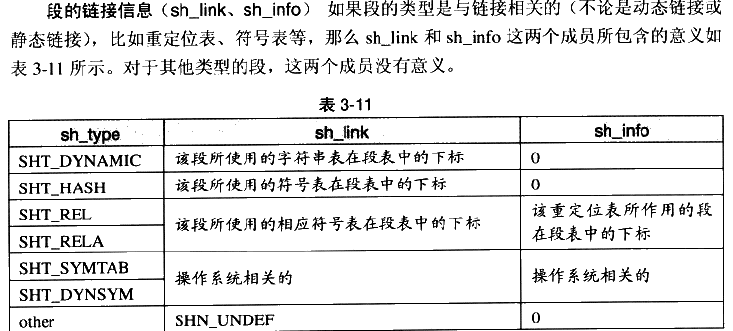 段的链接信息（sh_link、sh_info） 如果段的类型是与链接相关的（不论是动态链接或
静态链接），比如重定位表、符号表等，那么 sh_link 和 sh_info 这两个成员所包含的意义如
表 3-11 所示。对于其他类型的段，这两个成员没有意义。
表 3-11
sh_type sh_link sh_info
SHT_DYNAMIC 该段所使用的字符串表在段表中的下标 0
SHT_HASH 该段所使用的符号表在段表中的下标 0
SHT_REL
SHT_RELA
该段所使用的相应符号表在段表中的下标
该重定位表所作用的段
在段表中的下标
SHT_SYMTAB
SHT_DYNSYM
操作系统相关的
操作系统相关的
other SHN_UNDEF 0